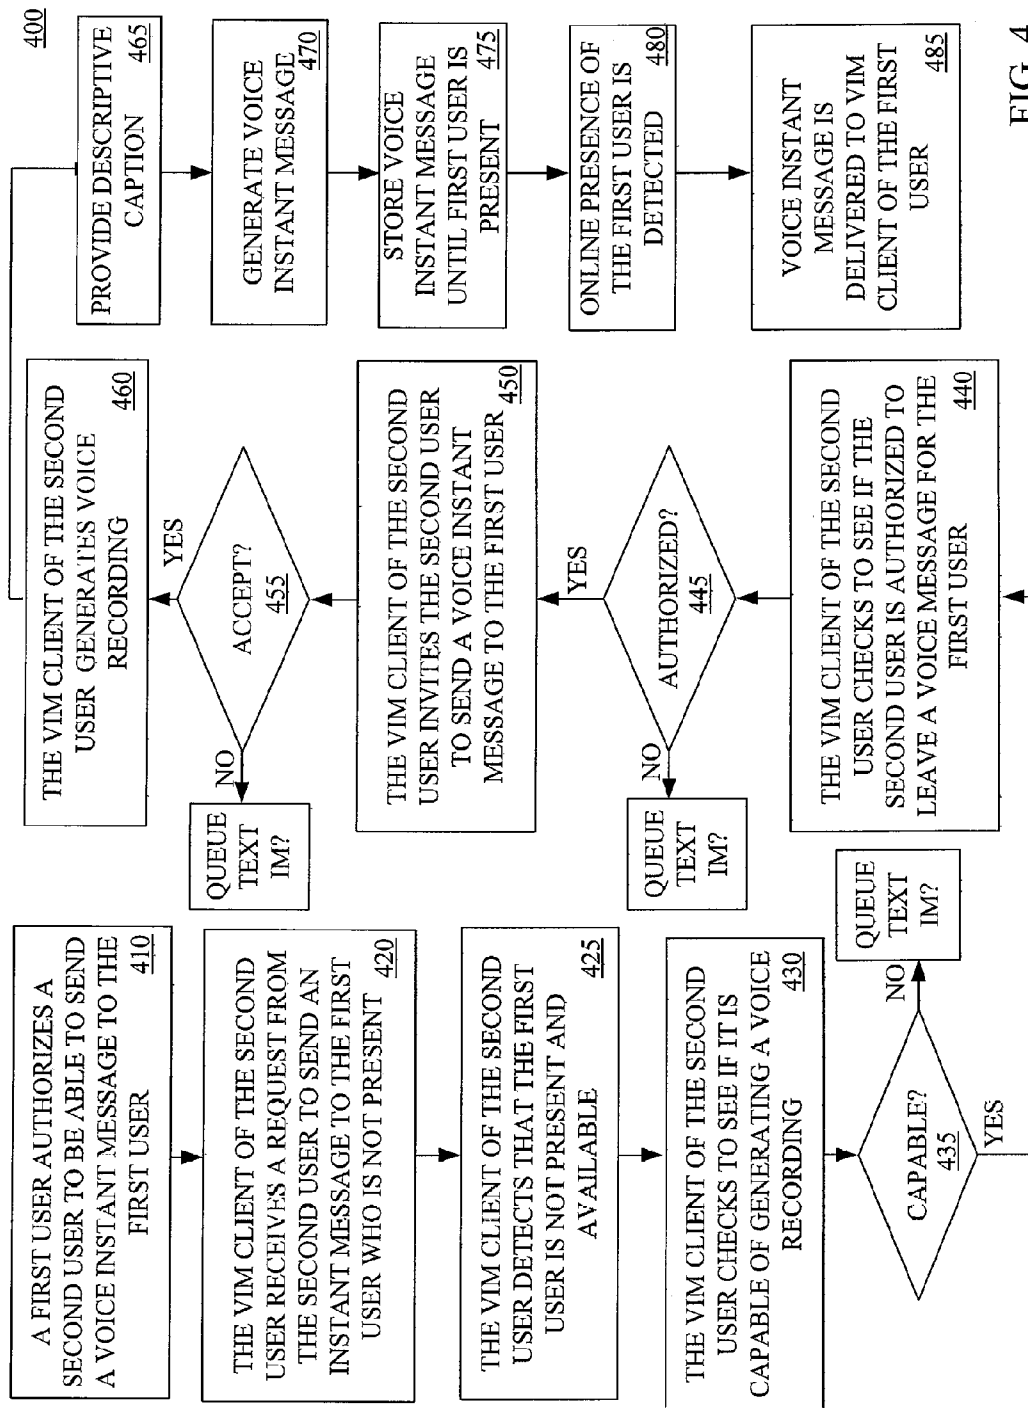 400
A FIRST USER AUTHORIZES A
SECOND USER TO BE ABLE TO SEND
A VOICE INSTANT MESSAGE TO THE
FIRST USER
410
THE VIM CLIENT OF THE SECOND
USER RECEIVES A REQUEST FROM
THE SECOND USER TO SEND AN
INSTANT MESSAGE TO THE FIRST
USER WHO IS NOT PRESENT
420
THE VIM CLIENT OF THE SECOND
USER DETECTS THAT THE FIRST
USER IS NOT PRESENT AND
AVAILABLE
425
THE VIM CLIENT OF THE SECOND
USER CHECKS TO SEE IF IT IS
CAPABLE OF GENERATING A VOICE
RECORDING
430
CAPABLE?
435
NO
QUEUE
TEXT
IM?
YES
THE VIM CLIENT OF THE SECOND
USER CHECKS TO SEE IF THE
SECOND USER IS AUTHORIZED TO
LEAVE A VOICE MESSAGE FOR THE
FIRST USER
440
AUTHORIZED?
445
NO
QUEUE
TEXT
IM?
YES
THE VIM CLIENT OF THE SECOND
USER INVITES THE SECOND USER
TO SEND A VOICE INSTANT
MESSAGE TO THE FIRST USER
450
ACCEPT?
455
NO
QUEUE
TEXT
IM?
YES
THE VIM CLIENT OF THE SECOND
USER GENERATES VOICE
RECORDING
460
PROVIDE DESCRIPTIVE
CAPTION
465
GENERATE VOICE
INSTANT MESSAGE
470
STORE VOICE
INSTANT MESSAGE
UNTIL FIRST USER IS
PRESENT
475
ONLINE PRESENCE OF
THE FIRST USER IS
DETECTED
480
VOICE INSTANT
MESSAGE IS
DELIVERED TO VIM
CLIENT OF THE FIRST
USER
485
FIG. 4